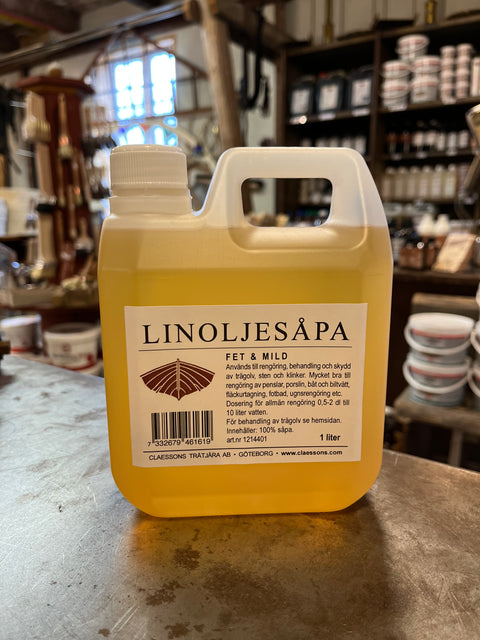 LINOLJESÅPA
FET & MILD
Används till rengöring, behandling och skydd
av trägolv, sten och klinker. Mycket bra till
rengöring av penslar, porslin, båt och biltvätt,
fläckurtagning, fotbad, ugnsrengöring etc.
Dosering för allmän rengöring 0,5-2 dl till
10 liter vatten.
För behandling av trägolv se hemsidan.
Innehåller: 100% såpa.
art.nr 1214401 1 liter
7 332679 461619
CLAESSONS TRÄTJÄRA AB • GÖTEBORG • www.claessons.com